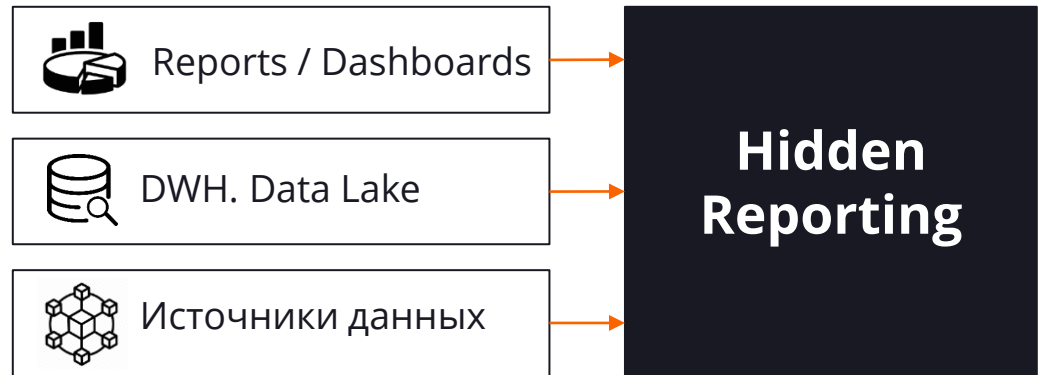 Reports / Dashboards
DWH. Data Lake
Источники данных
Hidden
Reporting